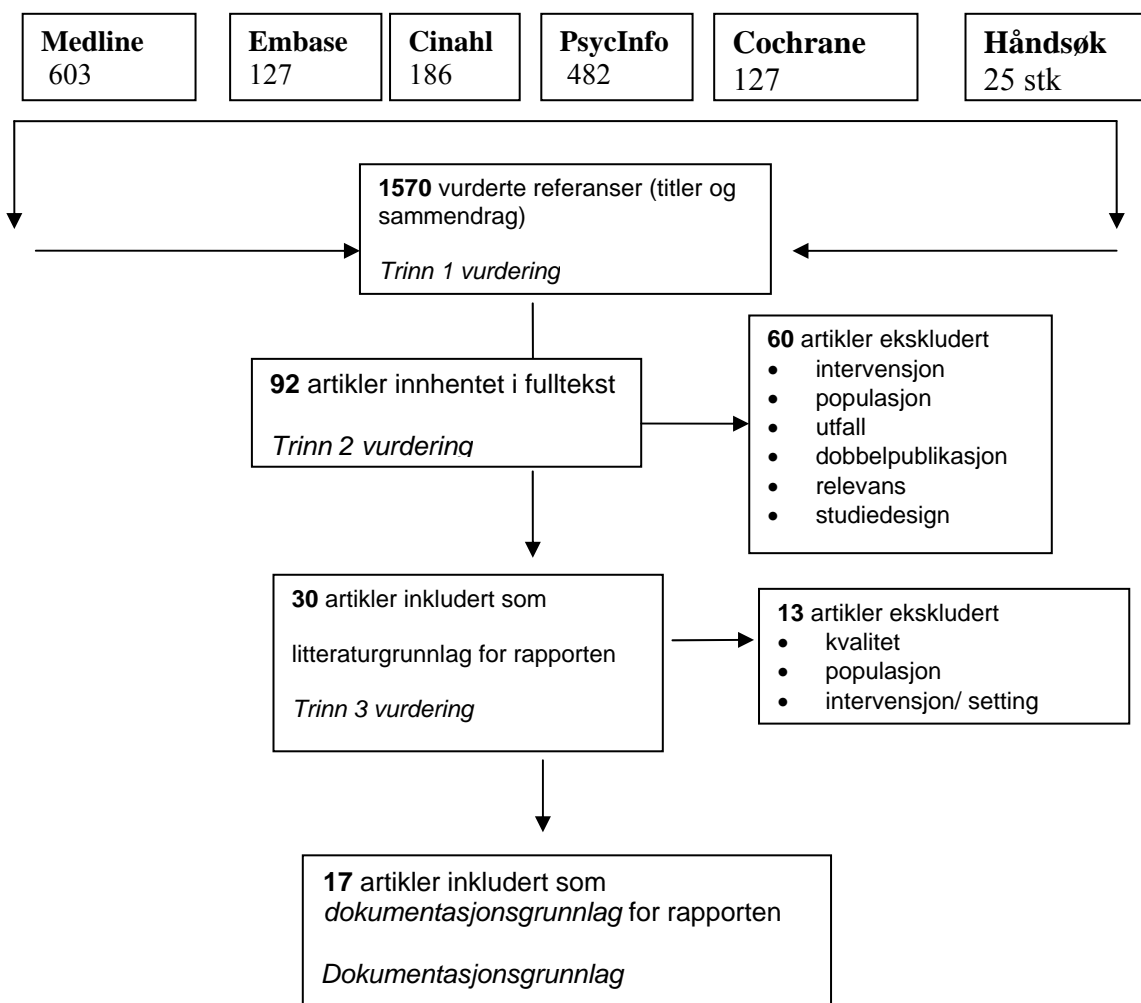 Medline
603
Embase
127
Cinahl
186
PsycInfo
482
Cochrane
127
Håndsøk
25 stk
1570 vurderte referanser (titler og
sammendrag)
Trinn 1 vurdering
92 artikler innhentet i fulltekst
Trinn 2 vurdering
60 artikler ekskludert
• intervensjon
• populasjon
• utfall
• dobbelpublikasjon
• relevans
• studiedesign
30 artikler inkludert som
litteraturgrunnlag for rapporten
Trinn 3 vurdering
13 artikler ekskludert
• kvalitet
• populasjon
• intervensjon/ setting
17 artikler inkludert som
dokumentasjonsgrunnlag for rapporten
Dokumentasjonsgrunnlag